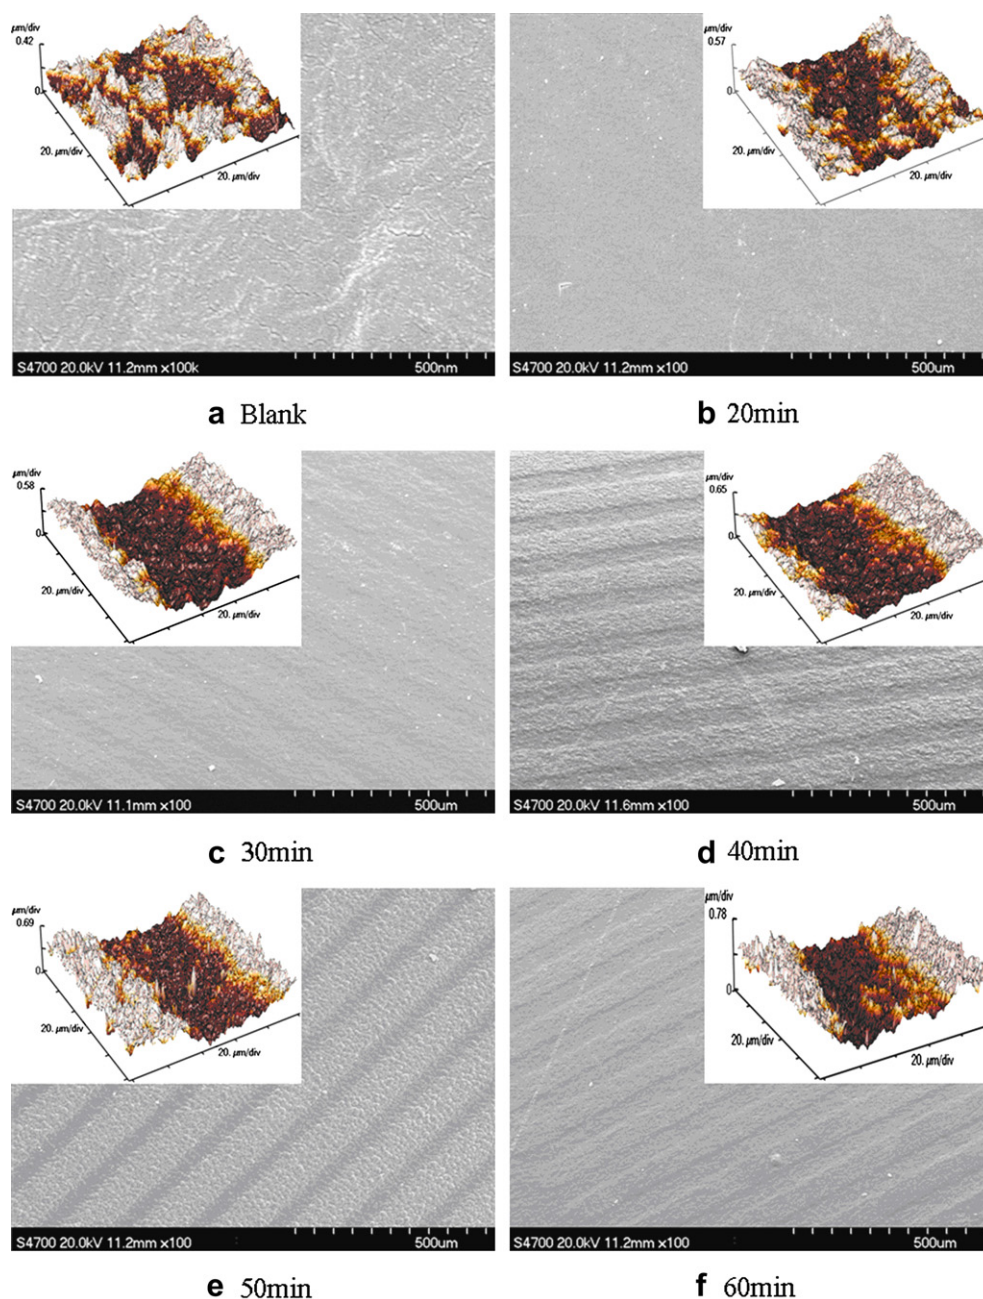 µm/div
0.42
0
20. µm/div
20. µm/div
S4700 20.0kV 11.2mm x100k
500nm
a Blank
µm/div
0.57
0
20. µm/div
20. µm/div
S4700 20.0kV 11.2mm x100
500um
b 20min
µm/div
0.58
0
20. µm/div
20. µm/div
S4700 20.0kV 11.1mm x100
500um
c 30min
µm/div
0.65
0
20. µm/div
20. µm/div
S4700 20.0kV 11.6mm x100
500um
d 40min
µm/div
0.69
0
20. µm/div
20. µm/div
S4700 20.0kV 11.2mm x100
500um
e 50min
µm/div
0.78
0
20. µm/div
20. µm/div
S4700 20.0kV 11.2mm x100
500um
f 60min